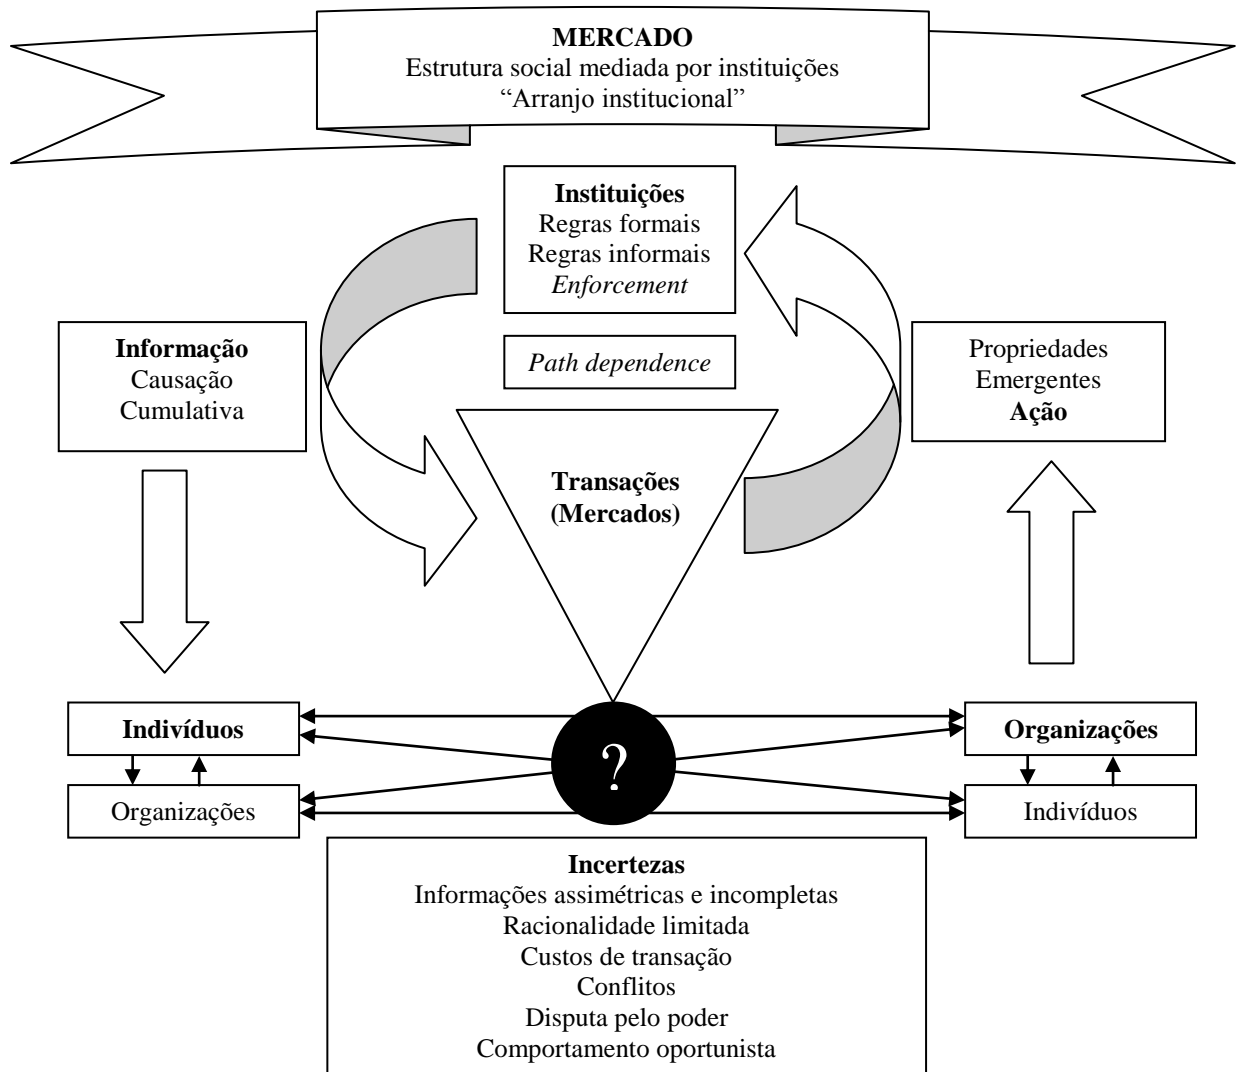 MERCADO
Estrutura social mediada por instituições
“Arranjo institucional”
Instituições
Regras formais
Regras informais
Enforcement
Informação
Causação
Cumulativa
Path dependence
Propriedades
Emergentes
Ação
Transações
(Mercados)
Indivíduos
Organizações
?
Organizações
Indivíduos
Incertezas
Informações assimétricas e incompletas
Racionalidade limitada
Custos de transação
Conflitos
Disputa pelo poder
Comportamento oportunista